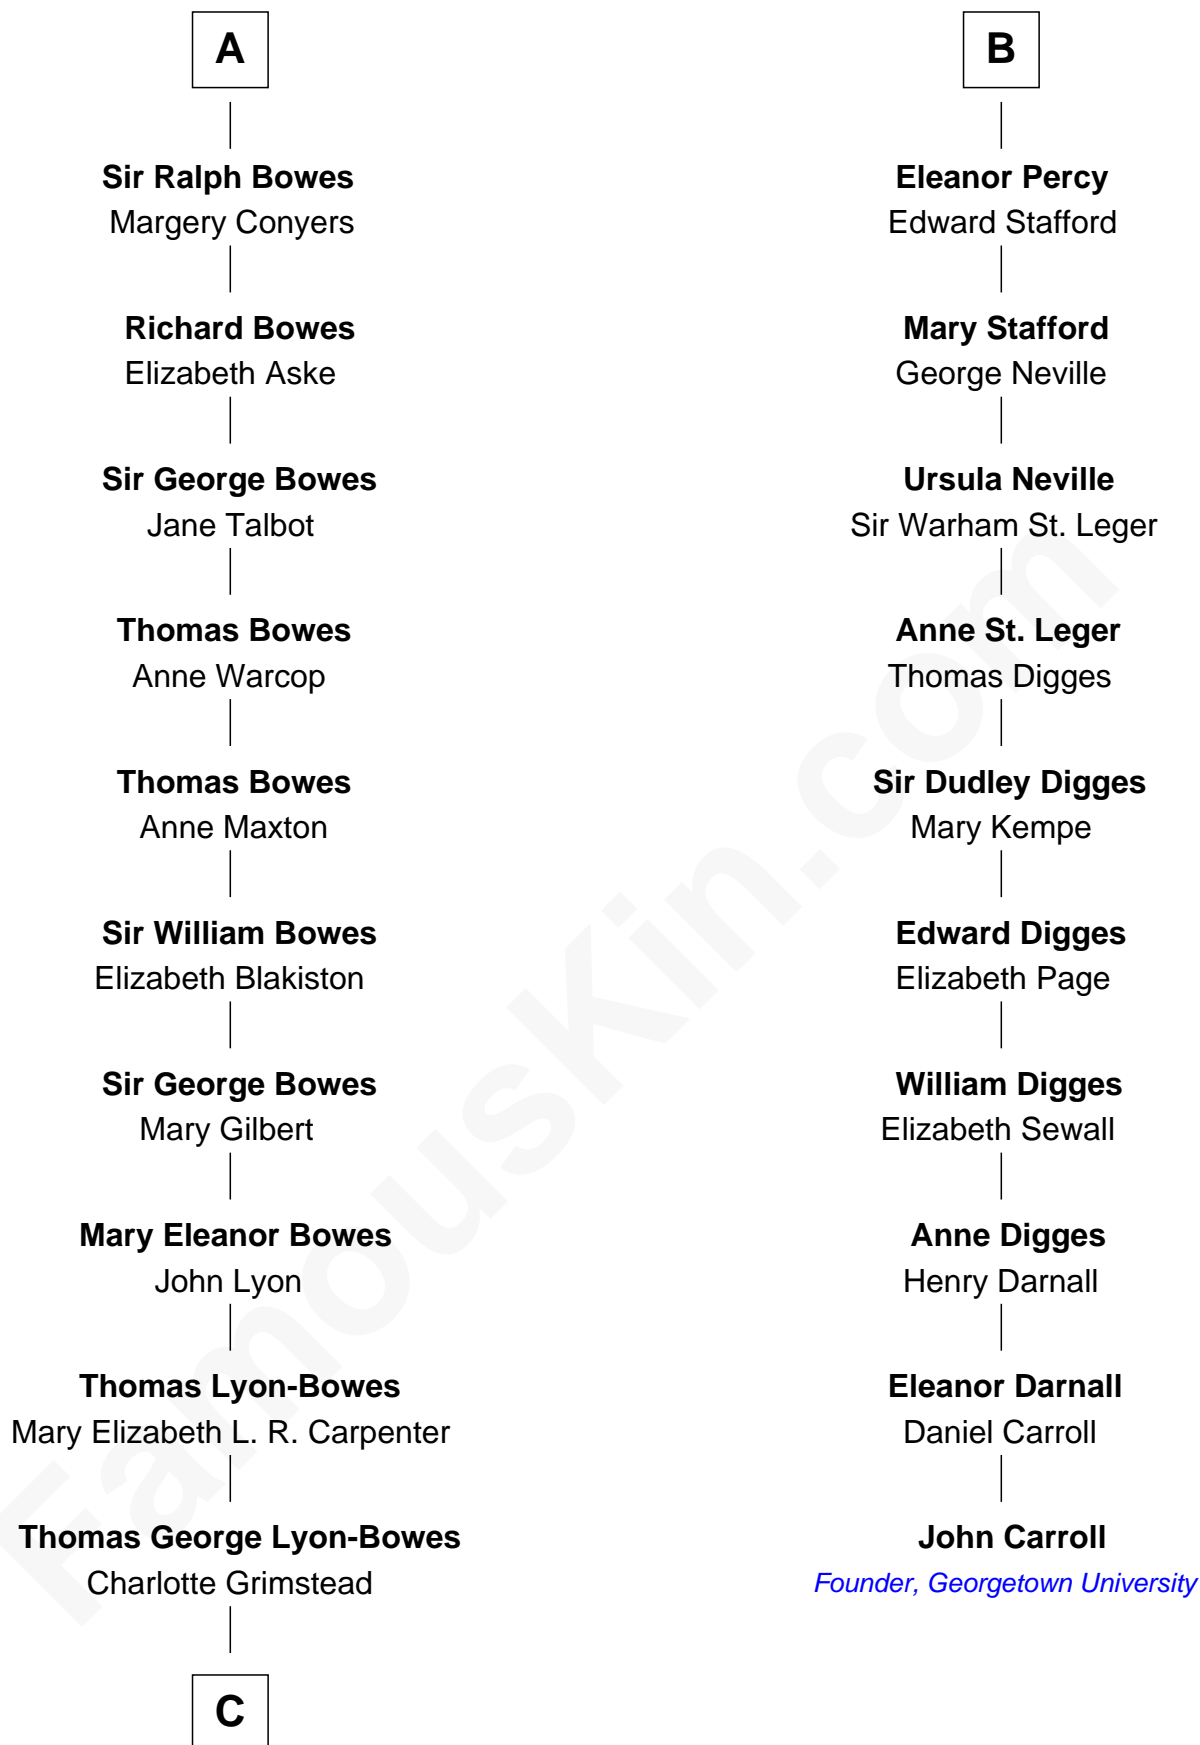 A
Sir Ralph Bowes
Margery Conyers
Richard Bowes
Elizabeth Aske
Sir George Bowes
Jane Talbot
Thomas Bowes
Anne Warcop
Thomas Bowes
Anne Maxton
Sir William Bowes
Elizabeth Blakiston
Sir George Bowes
Mary Gilbert
Mary Eleanor Bowes
John Lyon
Thomas Lyon-Bowes
Mary Elizabeth L. R. Carpenter
Thomas George Lyon-Bowes
Charlotte Grimstead
C
B
Eleanor Percy
Edward Stafford
Mary Stafford
George Neville
Ursula Neville
Sir Warham St. Leger
Anne St. Leger
Thomas Digges
Sir Dudley Digges
Mary Kempe
Edward Digges
Elizabeth Page
William Digges
Elizabeth Sewall
Anne Digges
Henry Darnall
Eleanor Darnall
Daniel Carroll
John Carroll
Founder, Georgetown University
FamousKin.com